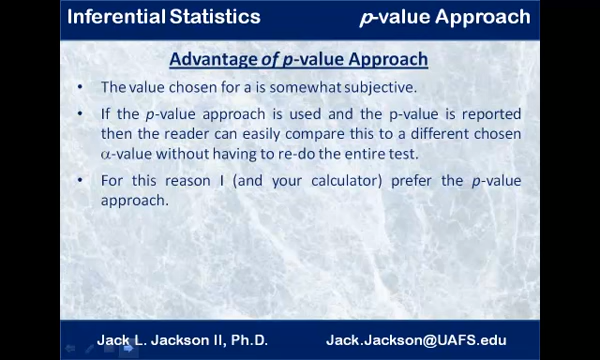 Inferential Statistics p-value Approach
Advantage of p-value Approach
• The value chosen for a is somewhat subjective.
• If the p-value approach is used and the p-value is reported
then the reader can easily compare this to a different chosen
α-value without having to re-do the entire test.
• For this reason I (and your calculator) prefer the p-value
approach.
Jack L. Jackson II, Ph.D. Jack.Jackson@UAFS.edu